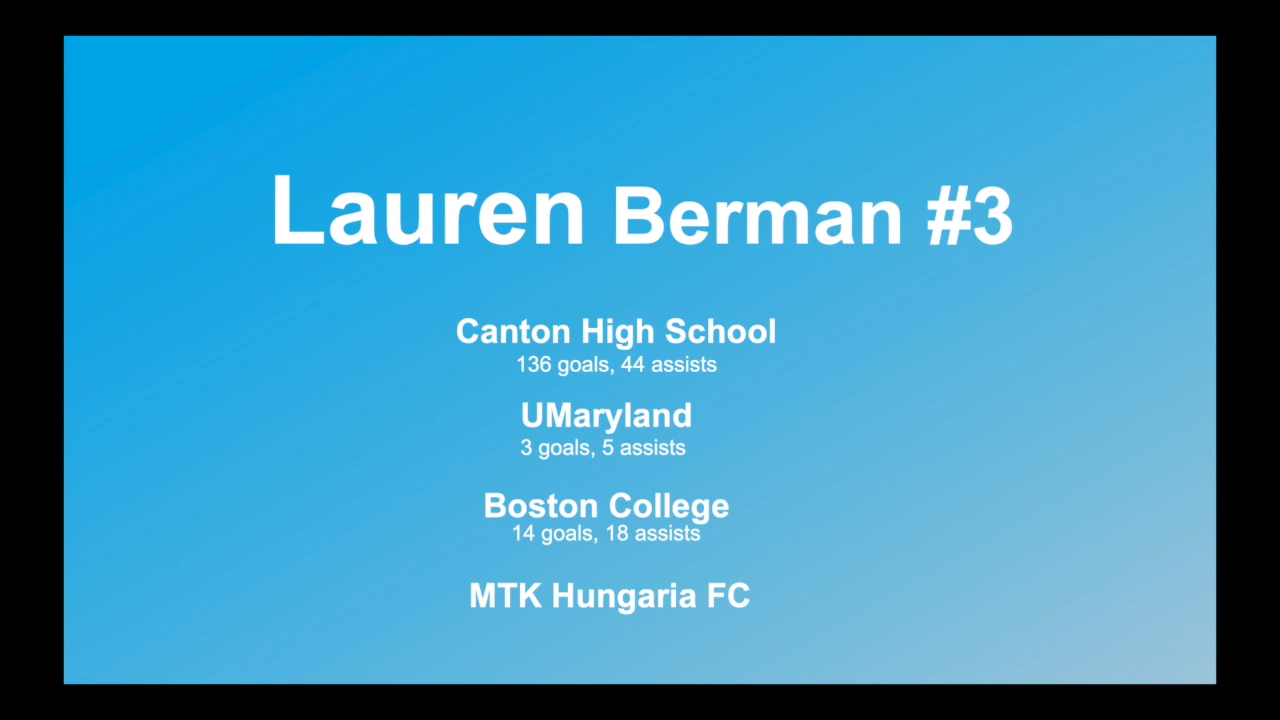 Lauren Berman #3
Canton High School
136 goals, 44 assists
UMaryland
3 goals, 5 assists
Boston College
14 goals, 18 assists
MTK Hungaria FC